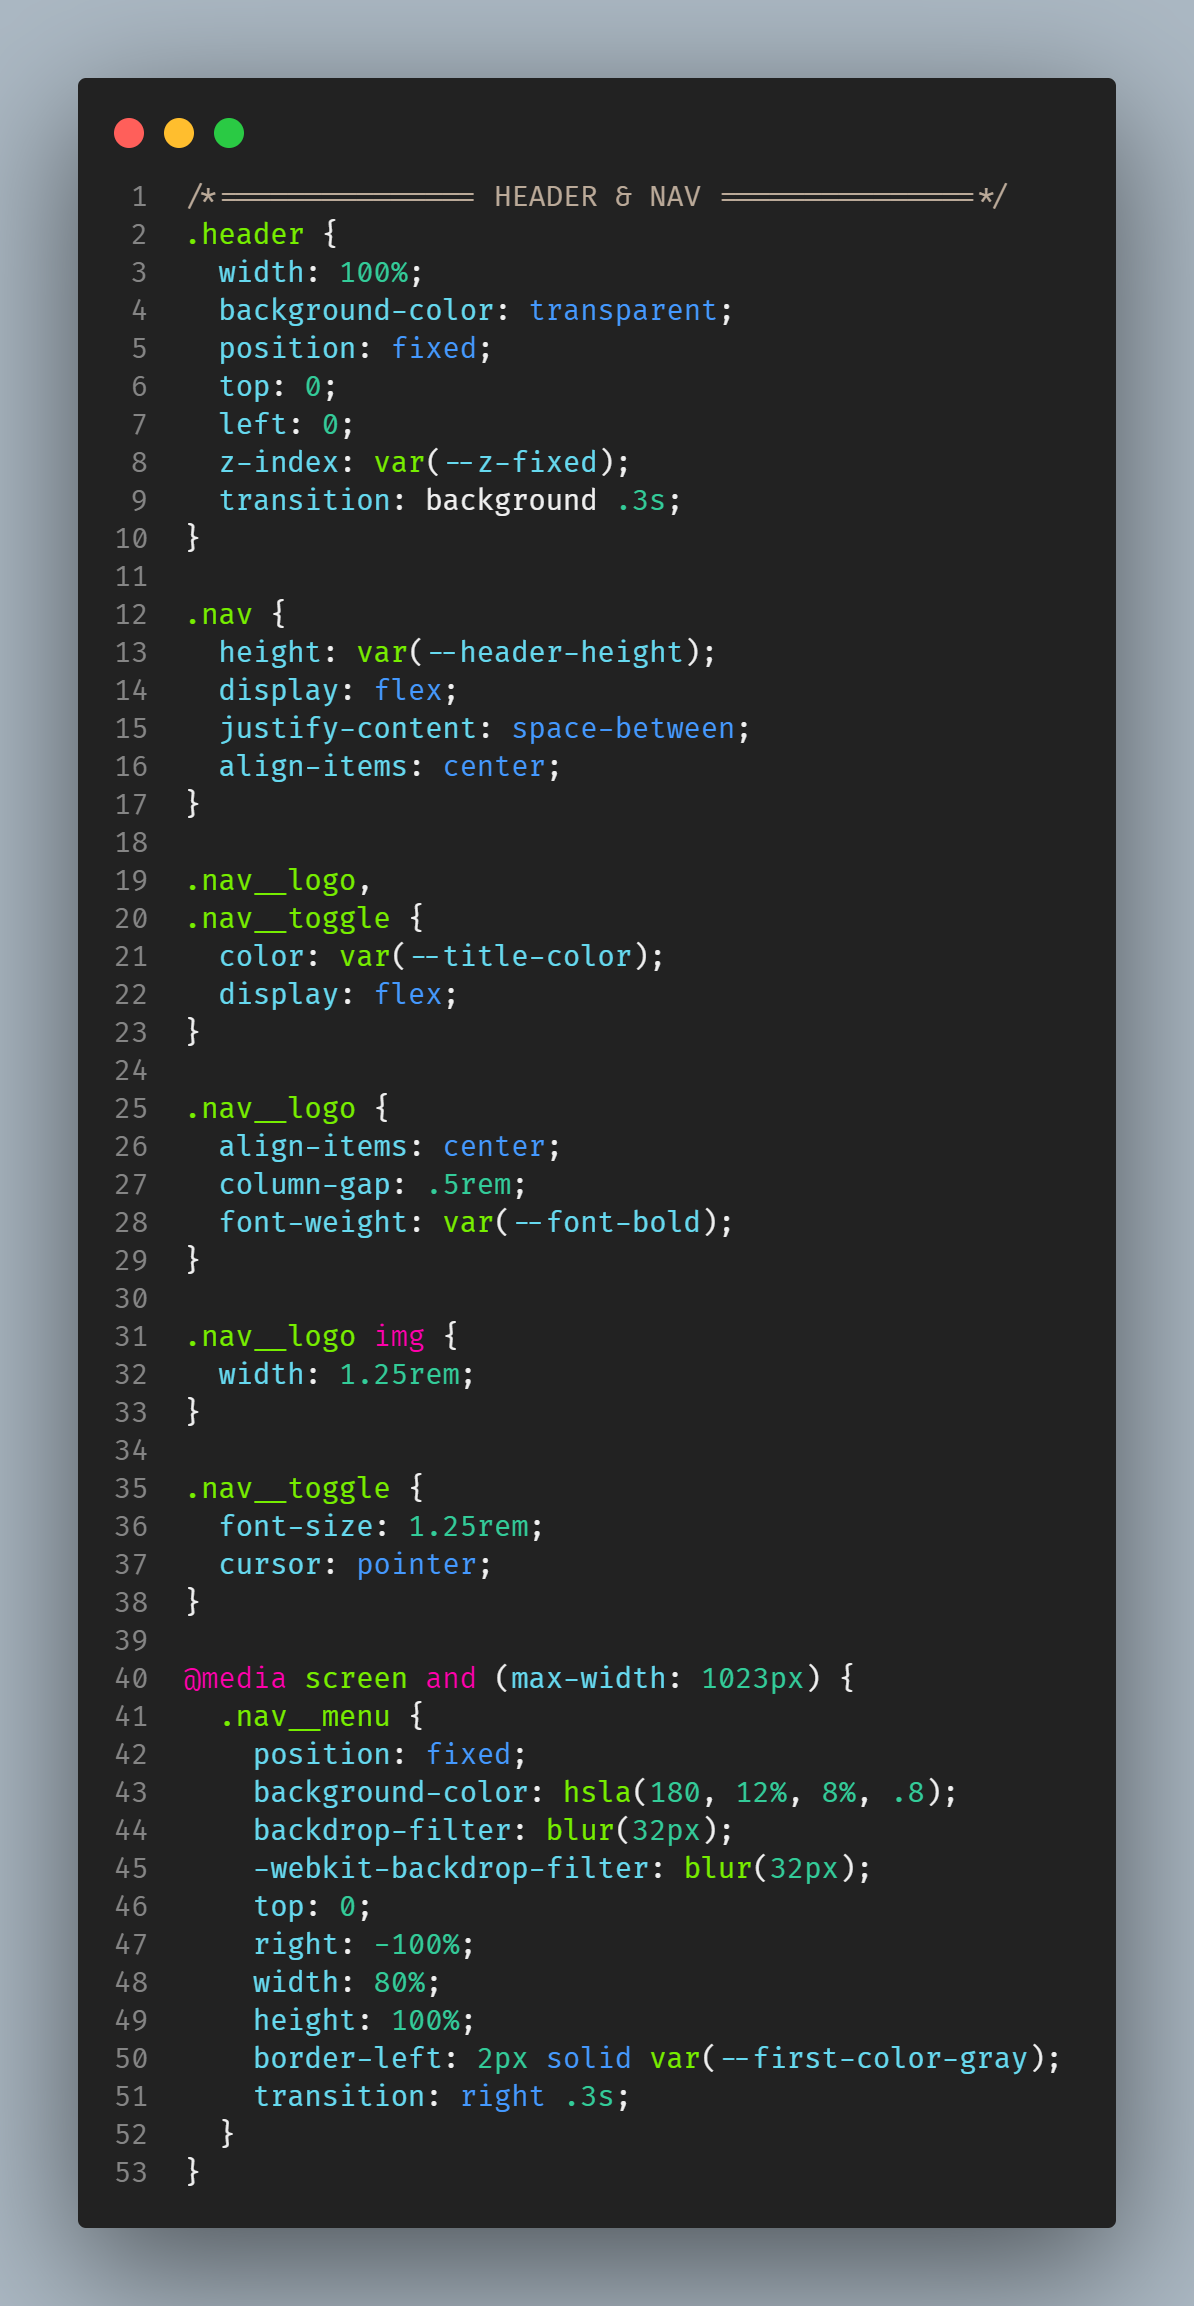 1 /*=============== HEADER & NAV ===============*/
2 .header {
3   width: 100%;
4   background-color: transparent;
5   position: fixed;
6   top: 0;
7   left: 0;
8   z-index: var(--z-fixed);
9   transition: background .3s;
10 }
11
12 .nav {
13   height: var(--header-height);
14   display: flex;
15   justify-content: space-between;
16   align-items: center;
17 }
18
19 .nav__logo,
20 .nav__toggle {
21   color: var(--title-color);
22   display: flex;
23 }
24
25 .nav__logo {
26   align-items: center;
27   column-gap: .5rem;
28   font-weight: var(--font-bold);
29 }
30
31 .nav__logo img {
32   width: 1.25rem;
33 }
34
35 .nav__toggle {
36   font-size: 1.25rem;
37   cursor: pointer;
38 }
39
40 @media screen and (max-width: 1023px) {
41   .nav__menu {
42     position: fixed;
43     background-color: hsla(180, 12%, 8%, .8);
44     backdrop-filter: blur(32px);
45     -webkit-backdrop-filter: blur(32px);
46     top: 0;
47     right: -100%;
48     width: 80%;
49     height: 100%;
50     border-left: 2px solid var(--first-color-gray);
51     transition: right .3s;
52   }
53 }